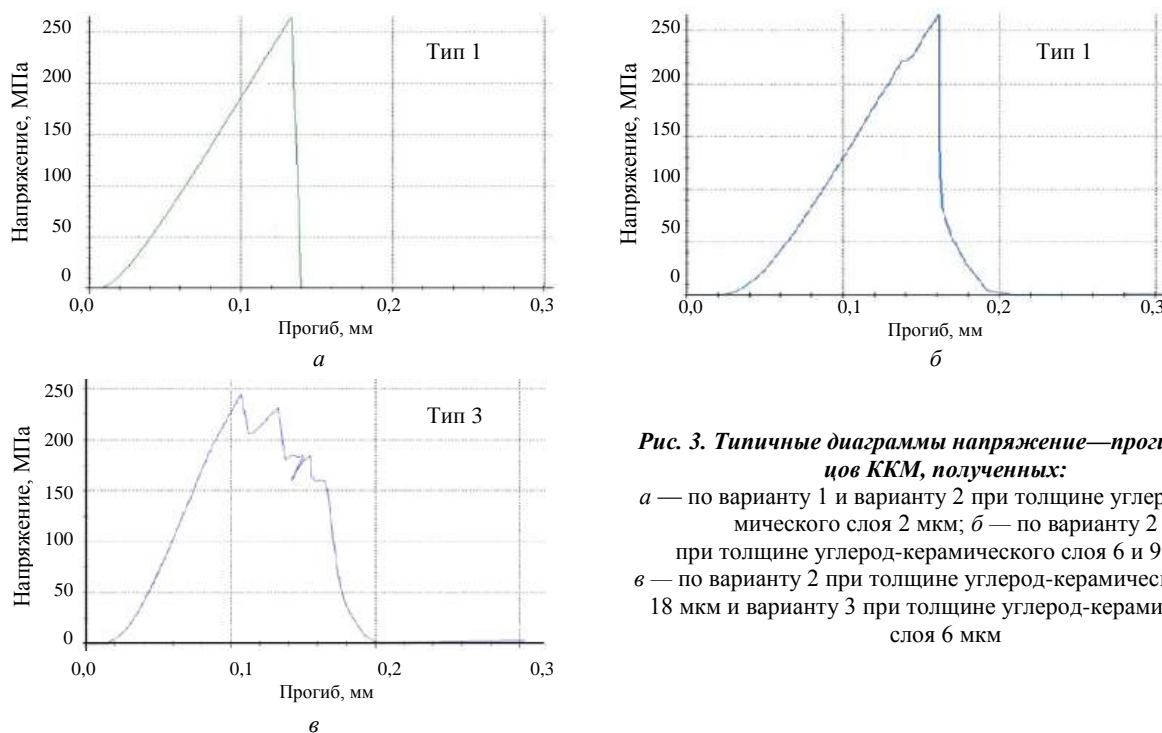 Напряжение, МПа
250
200
150
100
50
0
Тип 1
0,0 0,1 0,2 0,3
Прогиб, мм
а
Напряжение, МПа
250
200
150
100
50
0
Тип 1
0,0 0,1 0,2 0,3
Прогиб, мм
б
Напряжение, МПа
250
200
150
100
50
0
Тип 3
0,0 0,1 0,2 0,3
Прогиб, мм
в
Рис. 3. Типичные диаграммы напряжение—проги
цов ККМ, полученных:
а — по варианту 1 и варианту 2 при толщине углер
мического слоя 2 мкм; б — по варианту 2
при толщине углерод-керамического слоя 6 и 9
в — по варианту 2 при толщине углерод-керамичес
18 мкм и варианту 3 при толщине углерод-керами
слоя 6 мкм